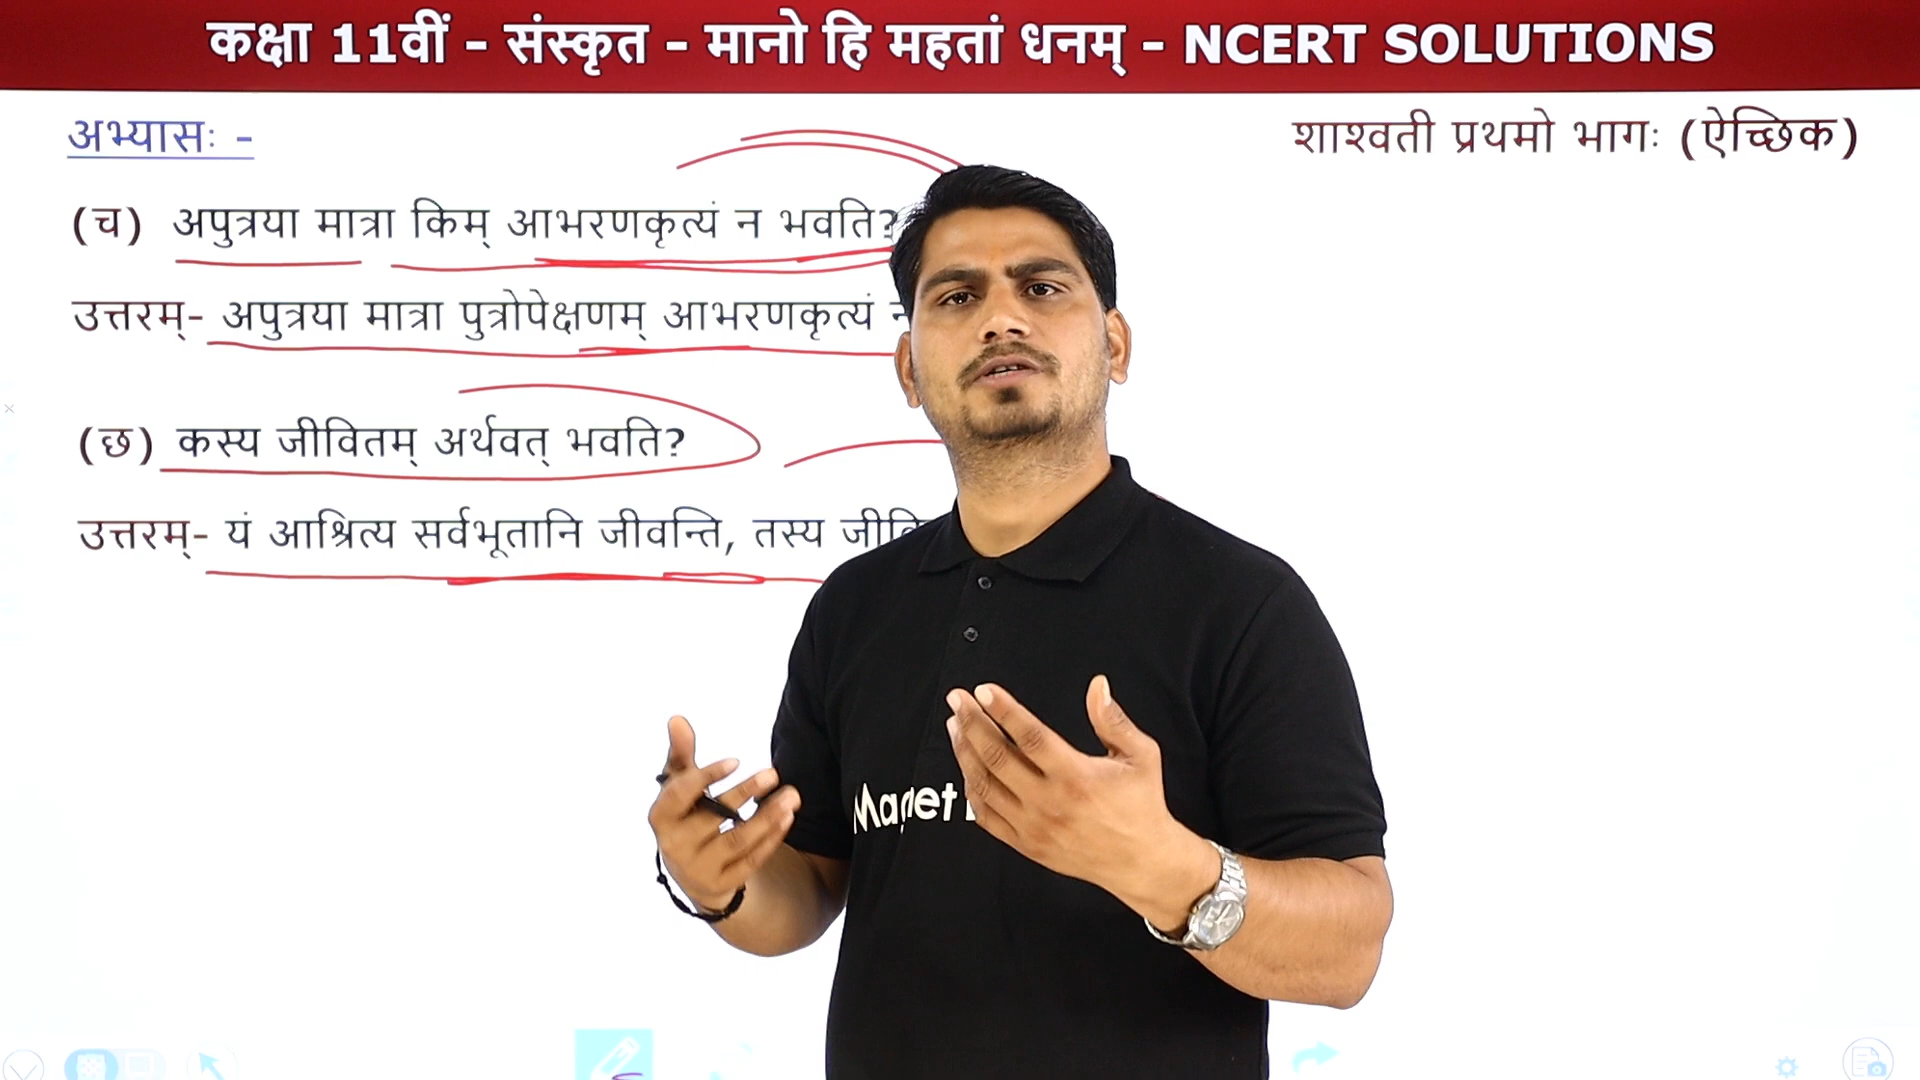 कक्षा 11वीं - संस्कृत - मानो हि महतां धनम् - NCERT SOLUTIONS
अभ्यासः -
शाश्वती प्रथमो भागः (ऐच्छिक)
(च) अपुत्रया मात्रा किम् आभरणकृत्यं न भवति?
उत्तरम्- अपुत्रया मात्रा पुत्रोपेक्षणम् आभरणकृत्यं
(छ) कस्य जीवितम् अर्थवत् भवति?
उत्तरम्- यं आश्रित्य सर्वभूतानि जीवन्ति, तस्य
Magnet